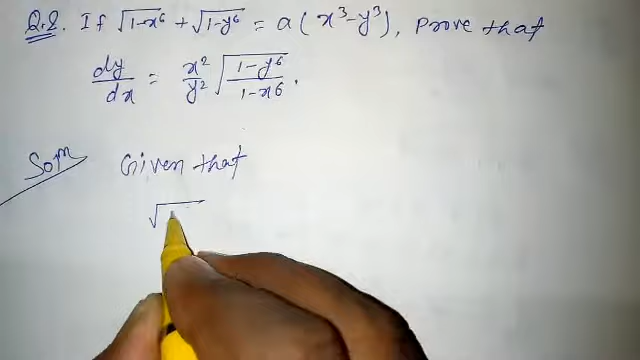 Q.2. If √(1-x⁶) + √(1-y⁶) = a(x³-y³), Prove that
dy/dx = x²/y² √((1-y⁶)/(1-x⁶)).
Solⁿ Given that
√